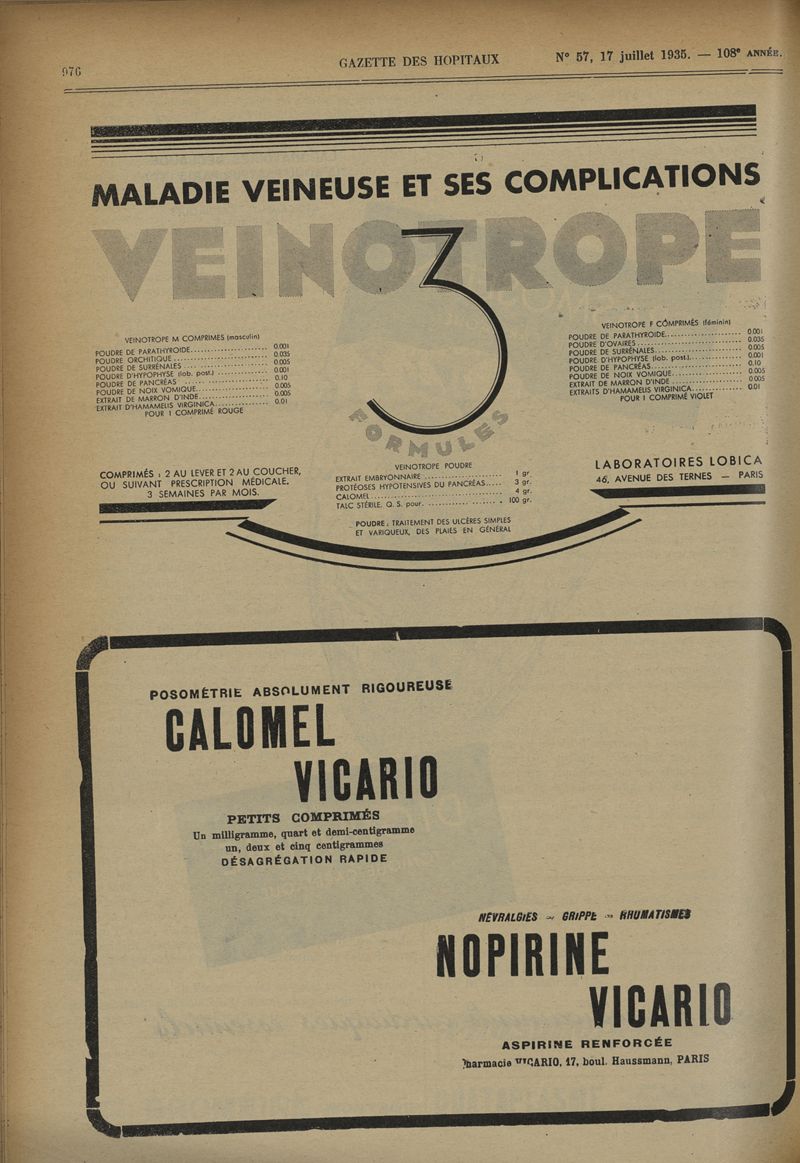 976
GAZETTE DES HOPITAUX
N° 57, 17 juillet 1935. — 108e ANNÉE.
MALADIE VEINEUSE ET SES COMPLICATIONS
VEINOTROPE
3
FORMULES
VEINOTROPE M COMPRIMES (masculin)
POUDRE DE PARATHYROIDE 0.001
POUDRE ORCHITIQUE 0.035
POUDRE DE SURRÉNALES 0.005
POUDRE D'HYPOPHYSE (lob. post.) 0.001
POUDRE DE PANCRÉAS 0.10
POUDRE DE NOIX VOMIQUE 0.005
EXTRAIT DE MARRON D'INDE 0.005
EXTRAIT D'HAMAMELIS VIRGINICA 0.01
POUR 1 COMPRIMÉ ROUGE
VEINOTROPE F COMPRIMÉS (féminin)
POUDRE DE PARATHYROIDE 0.001
POUDRE D'OVAIRES 0.035
POUDRE DE SURRÉNALES 0.005
POUDRE D'HYPOPHYSE (lob. post.) 0.001
POUDRE DE PANCRÉAS 0.10
POUDRE DE NOIX VOMIQUE 0.005
EXTRAIT DE MARRON D'INDE 0.005
EXTRAITS D'HAMAMELIS VIRGINICA 0.01
POUR 1 COMPRIMÉ VIOLET
COMPRIMÉS : 2 AU LEVER ET 2 AU COUCHER,
OU SUIVANT PRESCRIPTION MÉDICALE.
3 SEMAINES PAR MOIS.
VEINOTROPE POUDRE
EXTRAIT EMBRYONNAIRE 1 gr.
PROTÉOSES HYPOTENSIVES DU PANCRÉAS 3 gr.
CALOMEL 4 gr.
TALC STÉRILE, Q. S. pour. 100 gr.
POUDRE : TRAITEMENT DES ULCÈRES SIMPLES
ET VARIQUEUX, DES PLAIES EN GÉNÉRAL
LABORATOIRES LOBICA
46, AVENUE DES TERNES — PARIS
POSOMÉTRIE ABSOLUMENT RIGOUREUSE
CALOMEL
VICARIO
PETITS COMPRIMÉS
Un milligramme, quart et demi-centigramme
un, deux et cinq centigrammes
DÉSAGRÉGATION RAPIDE
NÉVRALGIES — GRIPPE — RHUMATISMES
NOPIRINE
VICARIO
ASPIRINE RENFORCÉE
Pharmacie VICARIO, 17, boul. Haussmann, PARIS